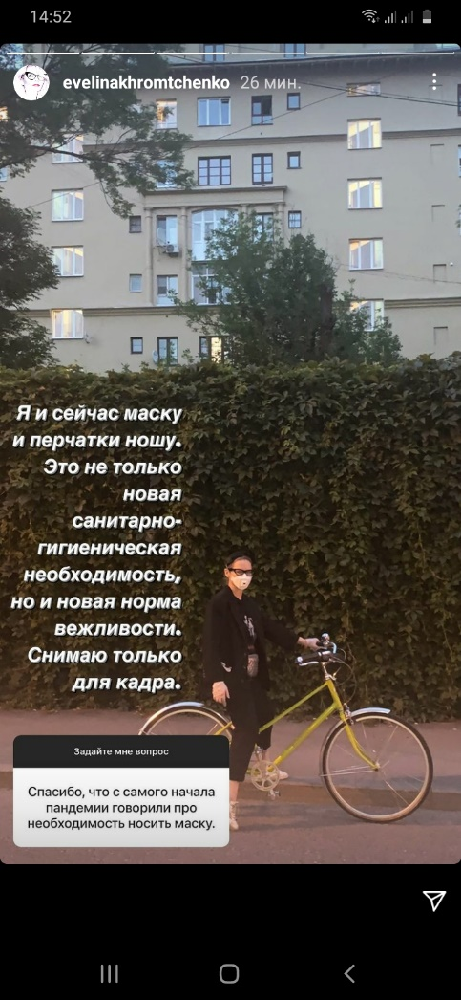 14:52
evelinakhromtchenko 26 мин.
Я и сейчас маску
и перчатки ношу.
Это не только
новая
санитарно-
гигиеническая
необходимость,
но и новая норма
вежливости.
Снимаю только
для кадра.
Задайте мне вопрос
Спасибо, что с самого начала
пандемии говорили про
необходимость носить маску.